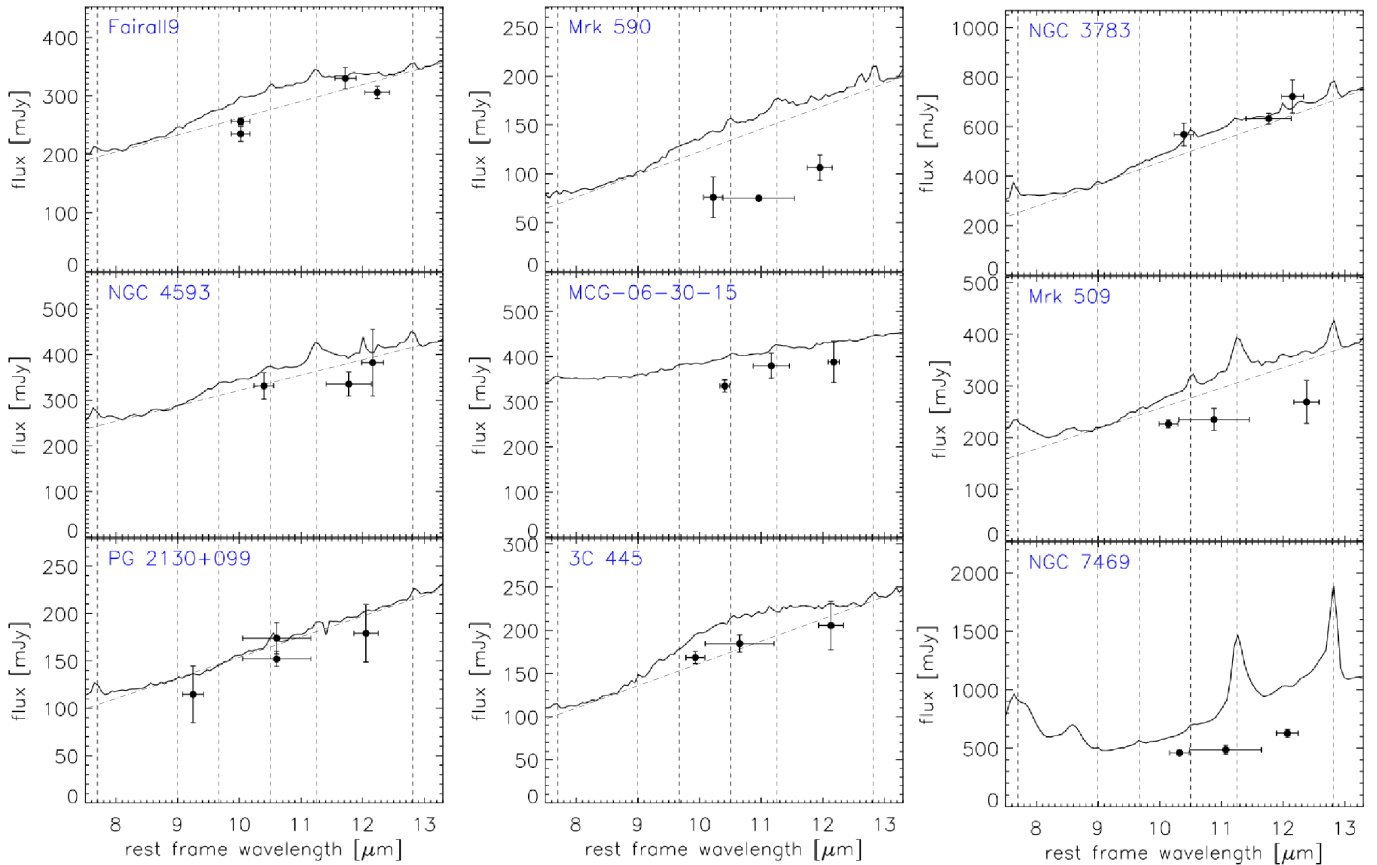 Fairall9
400
300
200
100
0
flux [mJy]
Mrk 590
250
200
150
100
50
0
flux [mJy]
NGC 3783
1000
800
600
400
200
0
flux [mJy]
NGC 4593
500
400
300
200
100
0
flux [mJy]
MCG-06-30-15
500
400
300
200
100
0
flux [mJy]
Mrk 509
500
400
300
200
100
0
flux [mJy]
PG 2130+099
250
200
150
100
50
0
flux [mJy]
8 9 10 11 12 13
rest frame wavelength [μm]
3C 445
300
250
200
150
100
50
0
flux [mJy]
8 9 10 11 12 13
rest frame wavelength [μm]
NGC 7469
2000
1500
1000
500
0
flux [mJy]
8 9 10 11 12 13
rest frame wavelength [μm]